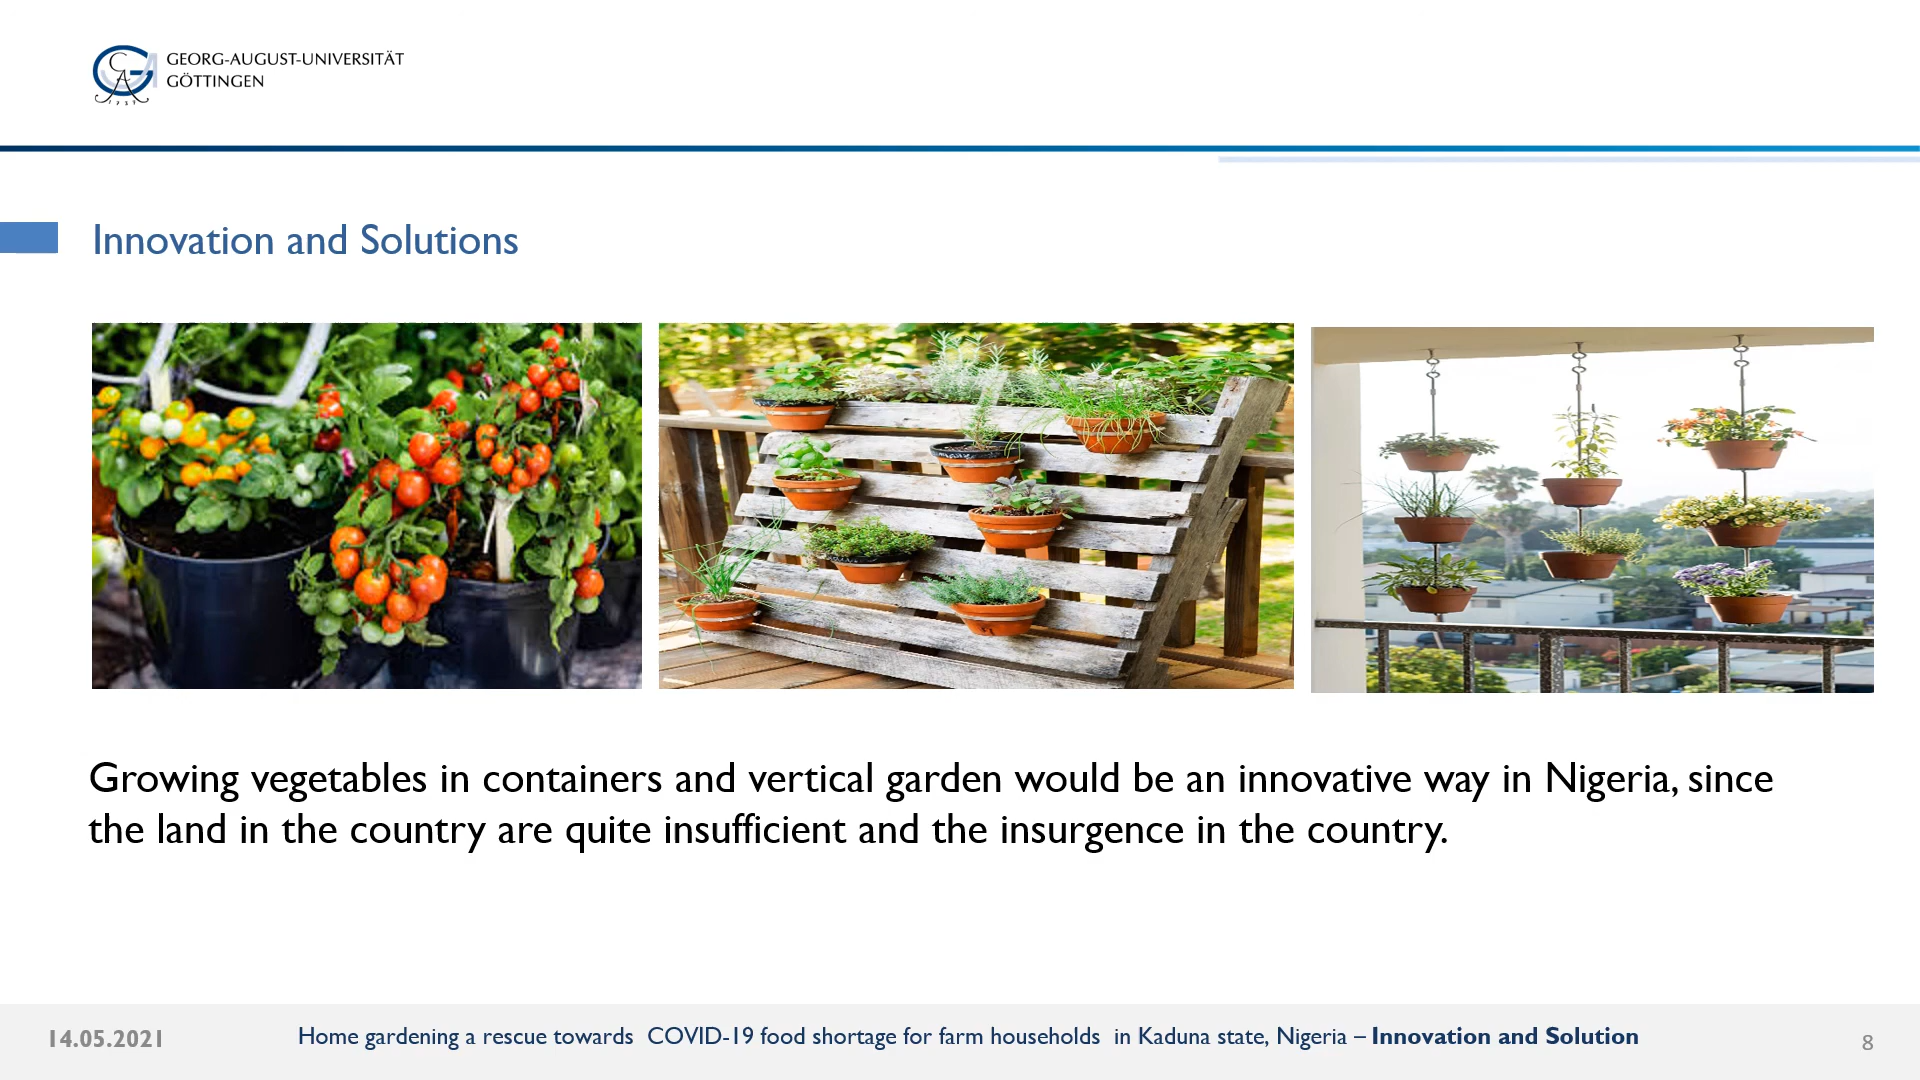 GEORG-AUGUST-UNIVERSITÄT
GÖTTINGEN
Innovation and Solutions
Growing vegetables in containers and vertical garden would be an innovative way in Nigeria, since
the land in the country are quite insufficient and the insurgence in the country.
14.05.2021
Home gardening a rescue towards  COVID-19 food shortage for farm households  in Kaduna state, Nigeria – Innovation and Solution
8